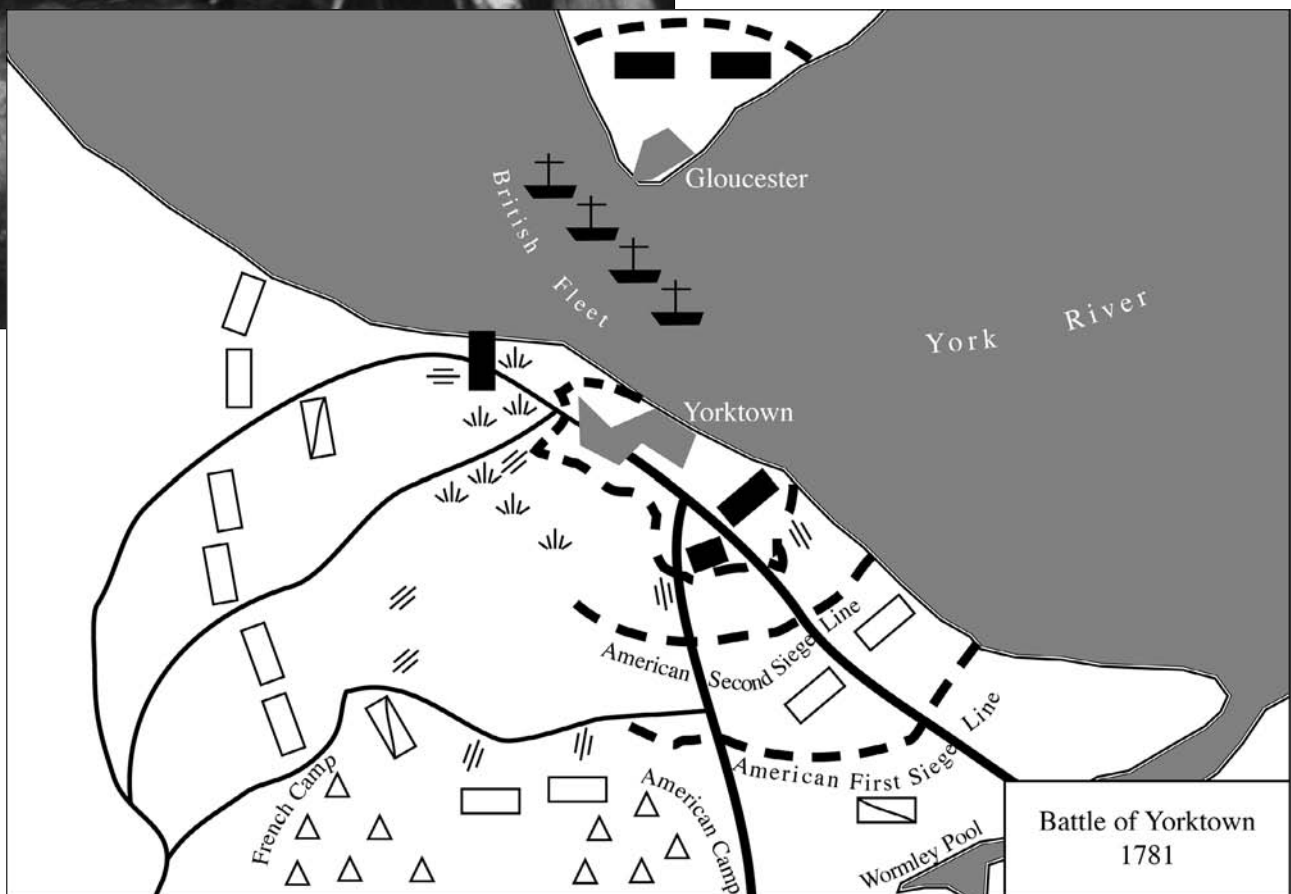 Gloucester
British Fleet
York River
Yorktown
American Second Siege Line
American First Siege Line
French Camp
American Camp
Wormley Pool
Battle of Yorktown
1781